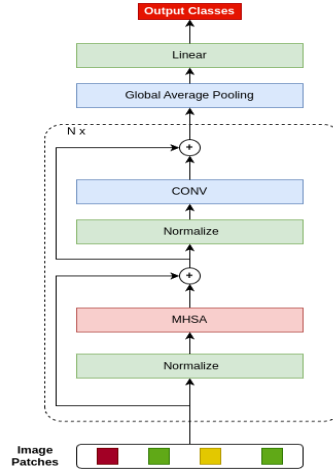 Output Classes
Linear
Global Average Pooling
N x
+
CONV
Normalize
+
MHSA
Normalize
Image
Patches